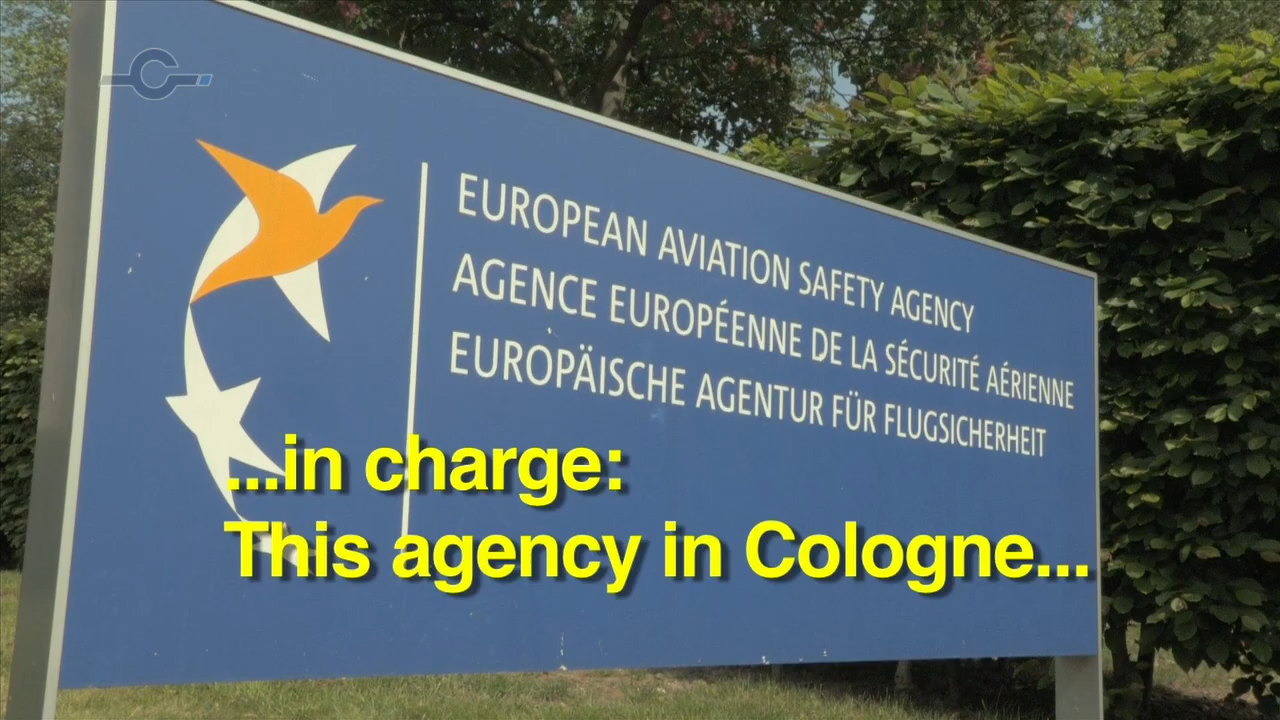 EUROPEAN AVIATION SAFETY AGENCY
AGENCE EUROPÉENNE DE LA SÉCURITÉ AÉRIENNE
EUROPÄISCHE AGENTUR FÜR FLUGSICHERHEIT
...in charge:
This agency in Cologne...